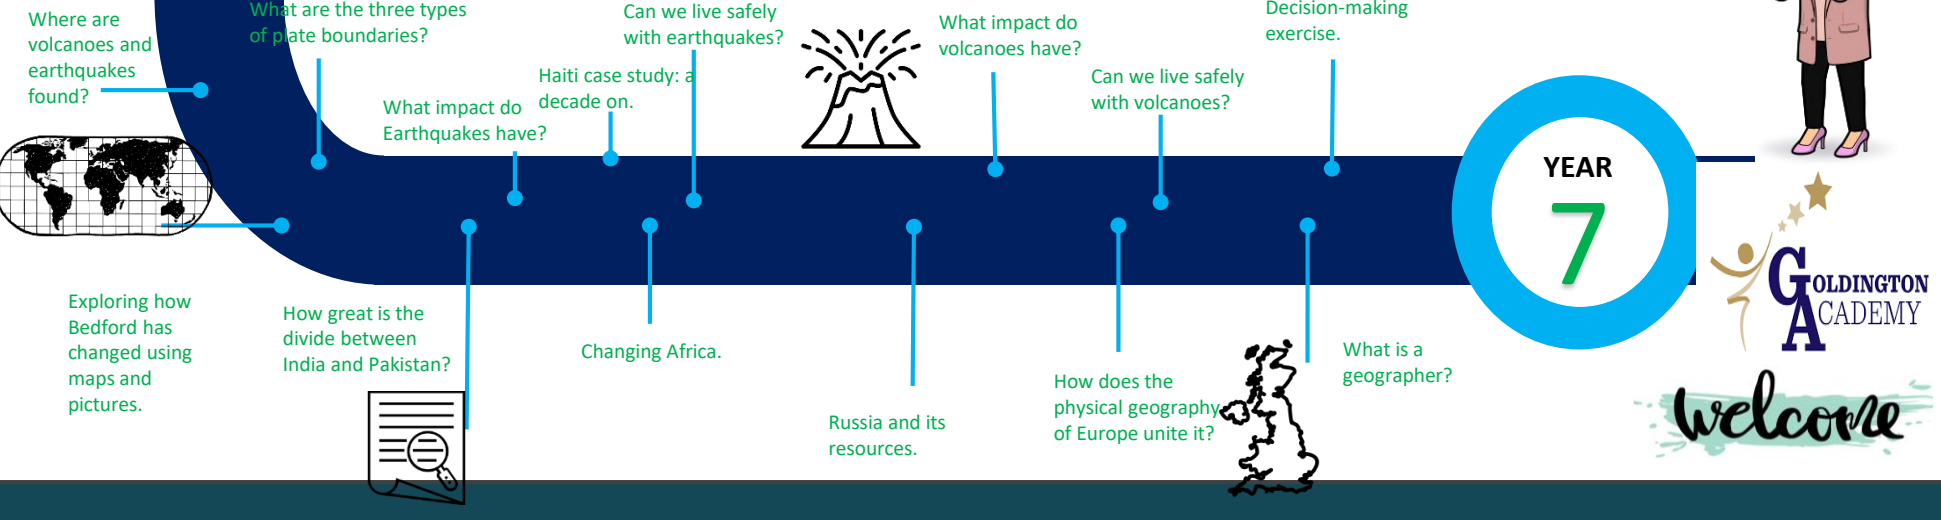 Where are
volcanoes and
earthquakes
found?
What are the three types
of plate boundaries?
What impact do
Earthquakes have?
Haiti case study: a
decade on.
Can we live safely
with earthquakes?
What impact do
volcanoes have?
Can we live safely
with volcanoes?
Decision-making
exercise.
YEAR
7
GOLDINGTON
ACADEMY
welcome
Exploring how
Bedford has
changed using
maps and
pictures.
How great is the
divide between
India and Pakistan?
Changing Africa.
Russia and its
resources.
How does the
physical geography
of Europe unite it?
What is a
geographer?